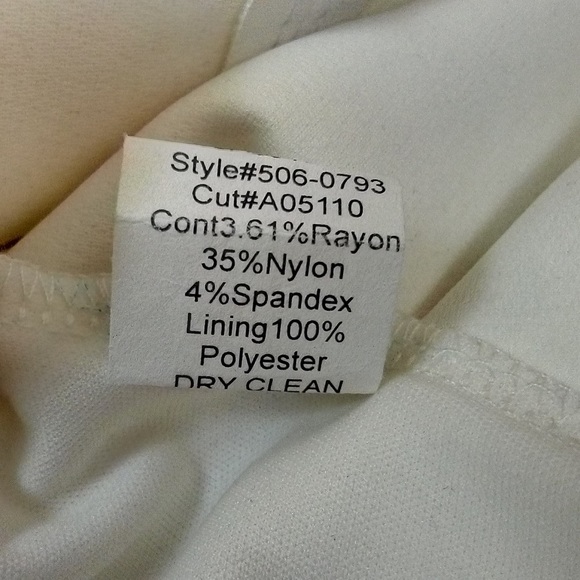 Style#506-0793
Cut#A05110
Cont3.61%Rayon
35%Nylon
4%Spandex
Lining100%
Polyester
DRY CLEAN